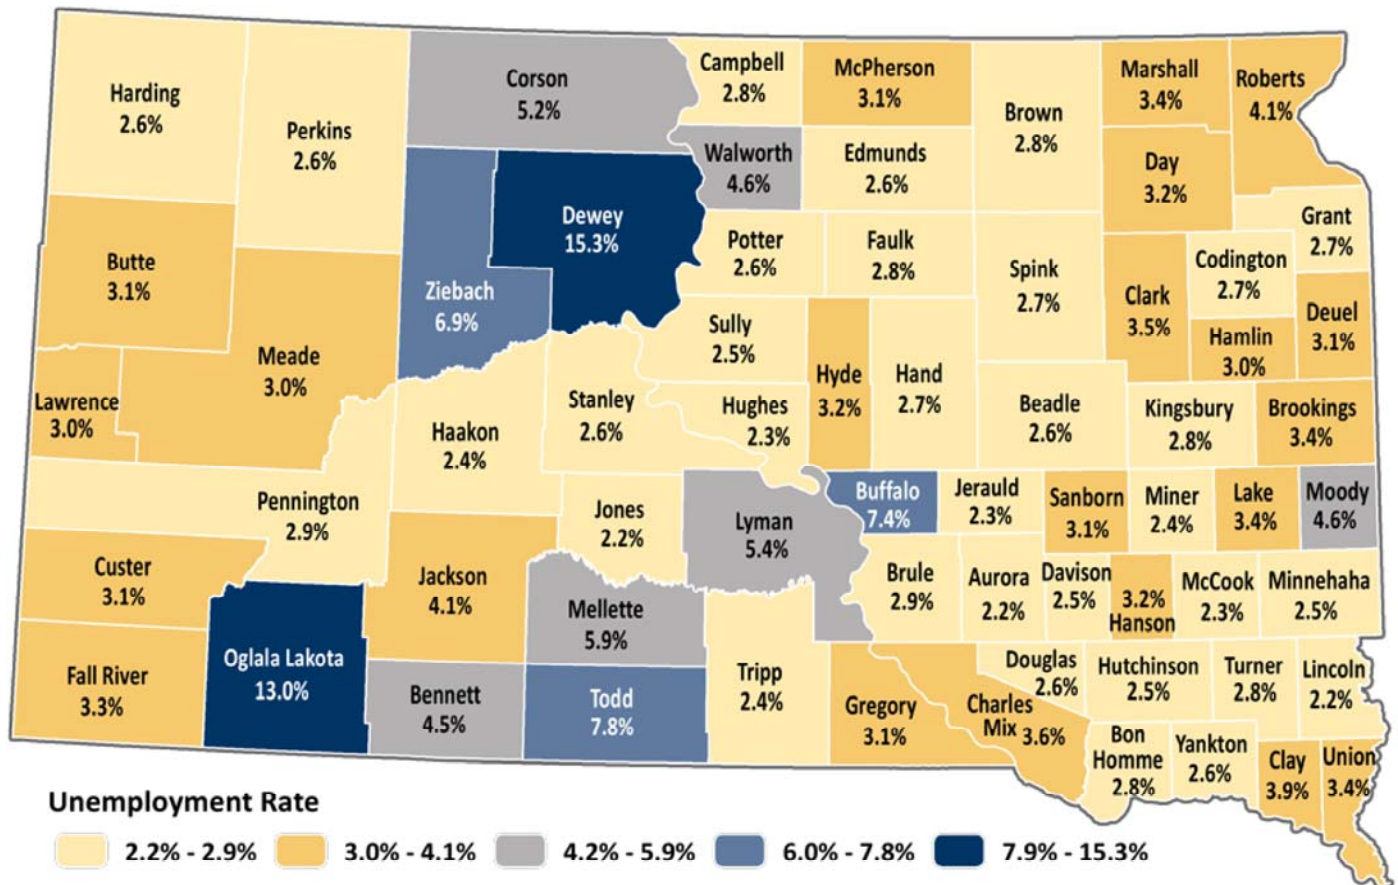 Harding
2.6%
Perkins
2.6%
Corson
5.2%
Campbell
2.8%
McPherson
3.1%
Brown
2.8%
Marshall
3.4%
Roberts
4.1%
Walworth
4.6%
Edmunds
2.6%
Day
3.2%
Dewey
15.3%
Ziebach
6.9%
Potter
2.6%
Faulk
2.8%
Spink
2.7%
Grant
2.7%
Codington
2.7%
Butte
3.1%
Meade
3.0%
Lawrence
3.0%
Sully
2.5%
Hyde
3.2%
Hand
2.7%
Clark
3.5%
Hamlin
3.0%
Deuel
3.1%
Haakon
2.4%
Stanley
2.6%
Hughes
2.3%
Beadle
2.6%
Kingsbury
2.8%
Brookings
3.4%
Pennington
2.9%
Jones
2.2%
Lyman
5.4%
Buffalo
7.4%
Jerauld
2.3%
Sanborn
3.1%
Miner
2.4%
Lake
3.4%
Moody
4.6%
Custer
3.1%
Jackson
4.1%
Mellette
5.9%
Brule
2.9%
Aurora
2.2%
Davison
2.5%
3.2%
Hanson
McCook
2.3%
Minnehaha
2.5%
Fall River
3.3%
Oglala Lakota
13.0%
Bennett
4.5%
Todd
7.8%
Tripp
2.4%
Gregory
3.1%
Charles
Mix 3.6%
Douglas
2.6%
Hutchinson
2.5%
Turner
2.8%
Lincoln
2.2%
Bon
Homme
2.8%
Yankton
2.6%
Clay
3.9%
Union
3.4%
Unemployment Rate
2.2% - 2.9%
3.0% - 4.1%
4.2% - 5.9%
6.0% - 7.8%
7.9% - 15.3%